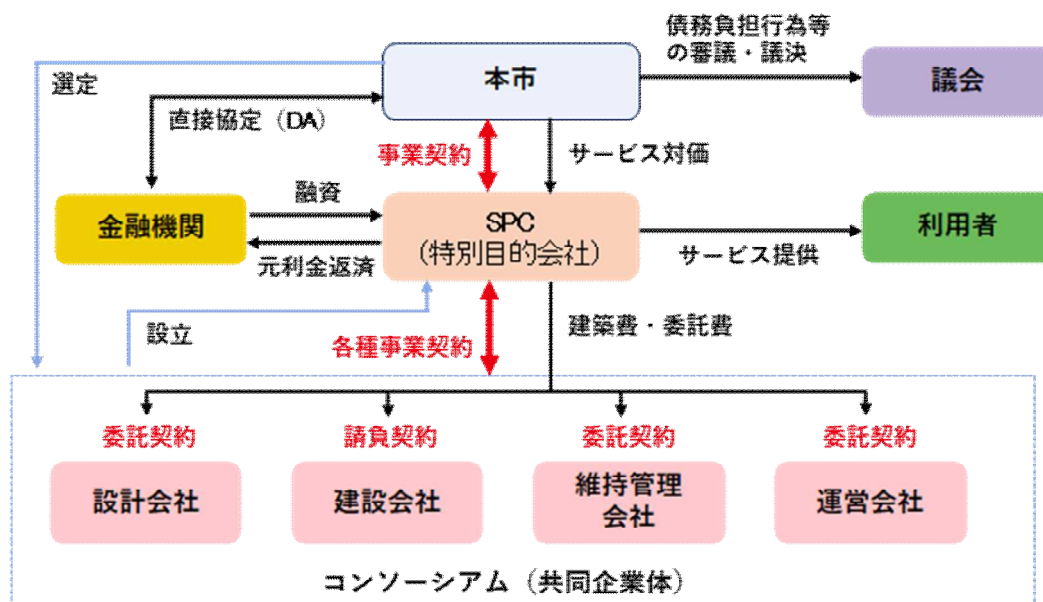 債務負担行為等
の審議・議決
選定
本市
議会
直接協定（DA）
事業契約
サービス対価
融資
金融機関
SPC
（特別目的会社）
利用者
元利金返済
サービス提供
設立
各種事業契約
建築費・委託費
委託契約
請負契約
委託契約
委託契約
設計会社
建設会社
維持管理
会社
運営会社
コンソーシアム（共同企業体）